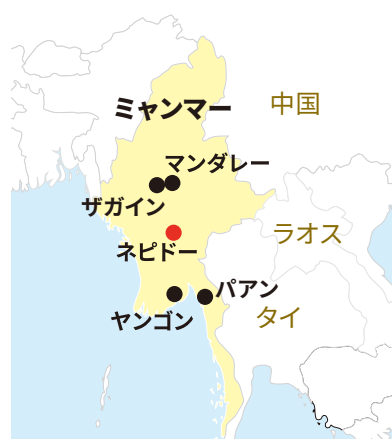 ミャンマー
中国
マンダレー
ザガイン
ラオス
ネピドー
パアン
ヤンゴン
タイ